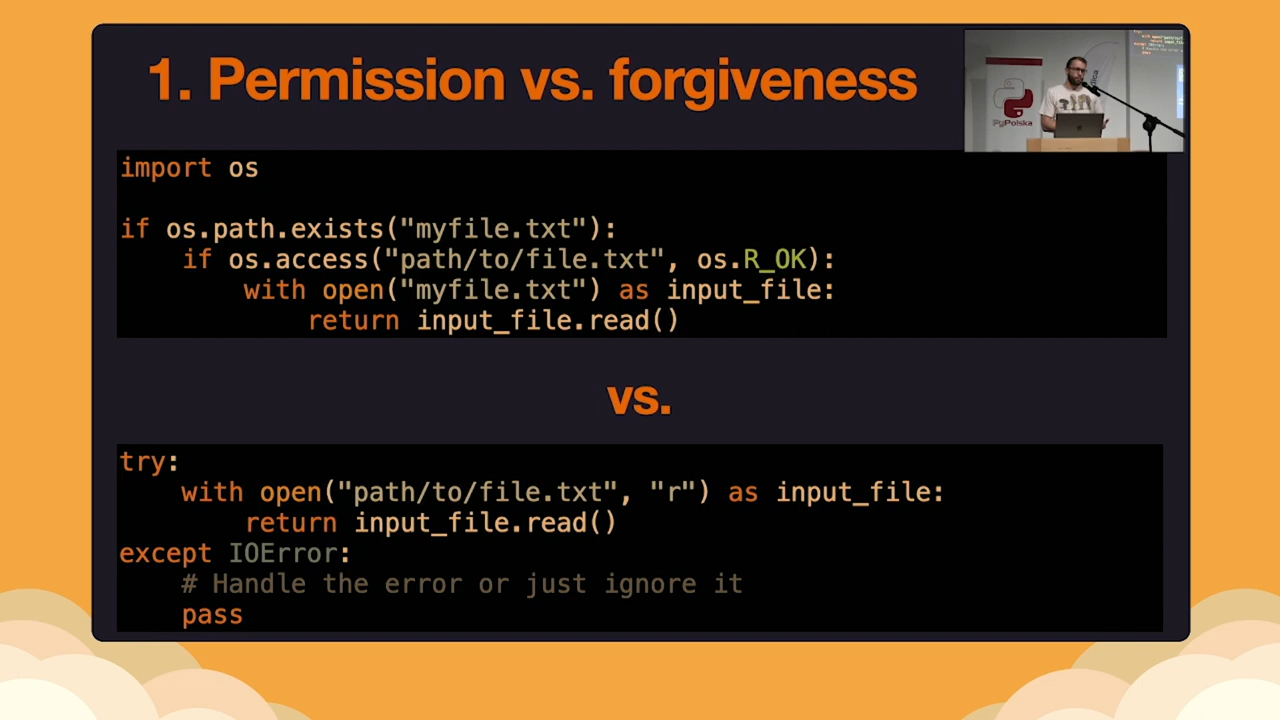 1. Permission vs. forgiveness
PyPolska
import os
if os.path.exists("myfile.txt"):
if os.access("path/to/file.txt", os.R_OK):
with open("myfile.txt") as input_file:
return input_file.read()
vs.
try:
with open("path/to/file.txt", "r") as input_file:
return input_file.read()
except IOError:
# Handle the error or just ignore it
pass